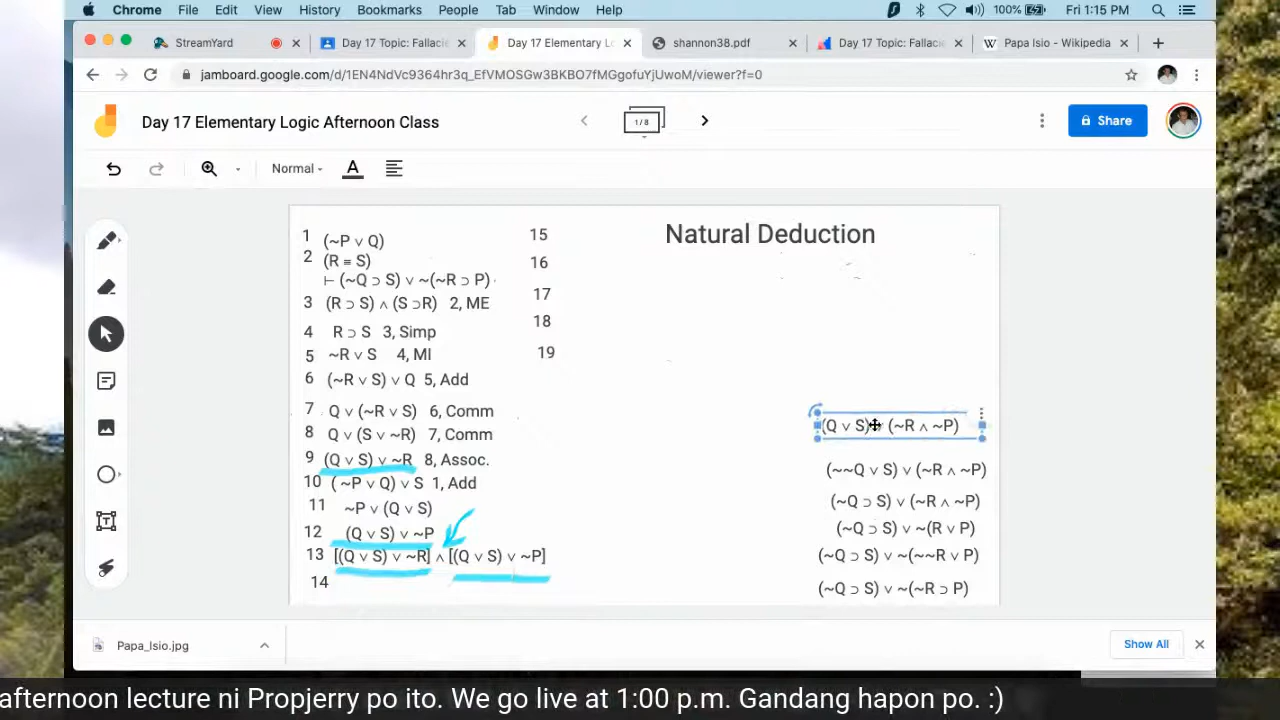 Chrome File Edit View History Bookmarks People Tab Window Help 100% Fri 1:15 PM
StreamYard Day 17 Topic: Fallacie Day 17 Elementary Lo shannon38.pdf Day 17 Topic: Fallacie Papa Isio - Wikipedia
jamboard.google.com/d/1EN4NdVc9364hr3q_EfVMOSGw3BKBO7fMGgofuYjUwoM/viewer?f=0
Day 17 Elementary Logic Afternoon Class 1/8 Share
Normal A
Natural Deduction
1 (~P ∨ Q)
2 (R ≡ S)
⊢ (~Q ⊃ S) ∨ ~(~R ⊃ P)
3 (R ⊃ S) ∧ (S ⊃R) 2, ME
4 R ⊃ S 3, Simp
5 ~R ∨ S 4, MI
6 (~R ∨ S) ∨ Q 5, Add
7 Q ∨ (~R ∨ S) 6, Comm
8 Q ∨ (S ∨ ~R) 7, Comm
9 (Q ∨ S) ∨ ~R 8, Assoc.
10 ( ~P ∨ Q) ∨ S 1, Add
11 ~P ∨ (Q ∨ S)
12 (Q ∨ S) ∨ ~P
13 [(Q ∨ S) ∨ ~R] ∧ [(Q ∨ S) ∨ ~P]
14
15
16
17
18
19
(Q ∨ S) ∨ (~R ∧ ~P)
(~~Q ∨ S) ∨ (~R ∧ ~P)
(~Q ⊃ S) ∨ (~R ∧ ~P)
(~Q ⊃ S) ∨ ~(R ∨ P)
(~Q ⊃ S) ∨ ~(~~R ∨ P)
(~Q ⊃ S) ∨ ~(~R ⊃ P)
Papa_Isio.jpg Show All
afternoon lecture ni Propjerry po ito. We go live at 1:00 p.m. Gandang hapon po. :)